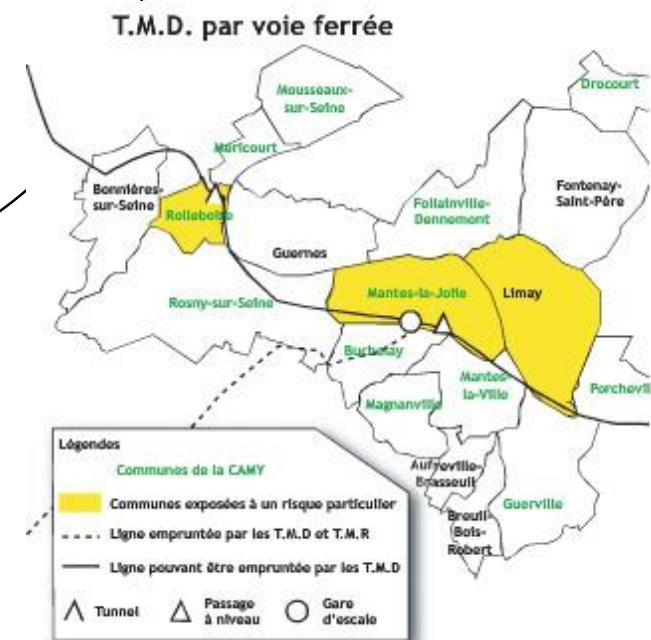 T.M.D. par voie ferrée
Mousseaux-
sur-Seine
Drocourt
Méricourt
Bonnières-
sur-Seine
Rolleboise
Follainville-
Dennemont
Fontenay-
Saint-Père
Guernes
Rosny-sur-Seine
Mantes-la-Jolie
Limay
Buchelay
Mantes-
la-Ville
Porchevil
Magnanville
Aufreville-
Brasseuil
Guerville
Breuil-
Bois-
Robert
Légendes
Communes de la CAMY
Communes exposées à un risque particulier
Ligne empruntée par les T.M.D et T.M.R
Ligne pouvant être empruntée par les T.M.D
Tunnel
Passage
à niveau
Gare
d'escale